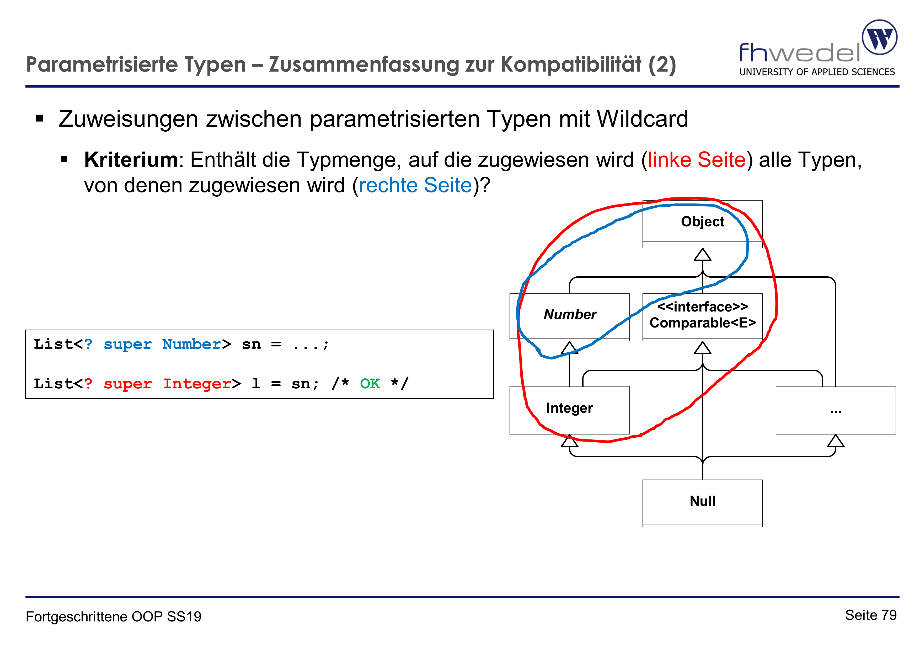 Parametrisierte Typen – Zusammenfassung zur Kompatibilität (2)
fhwedel
UNIVERSITY OF APPLIED SCIENCES
W
▪ Zuweisungen zwischen parametrisierten Typen mit Wildcard
▪ Kriterium: Enthält die Typmenge, auf die zugewiesen wird (linke Seite) alle Typen,
von denen zugewiesen wird (rechte Seite)?
List<? super Number> sn = ...;
List<? super Integer> l = sn; /* OK */
Object
Number
<<interface>>
Comparable<E>
Integer
...
Null
Fortgeschrittene OOP SS19
Seite 79